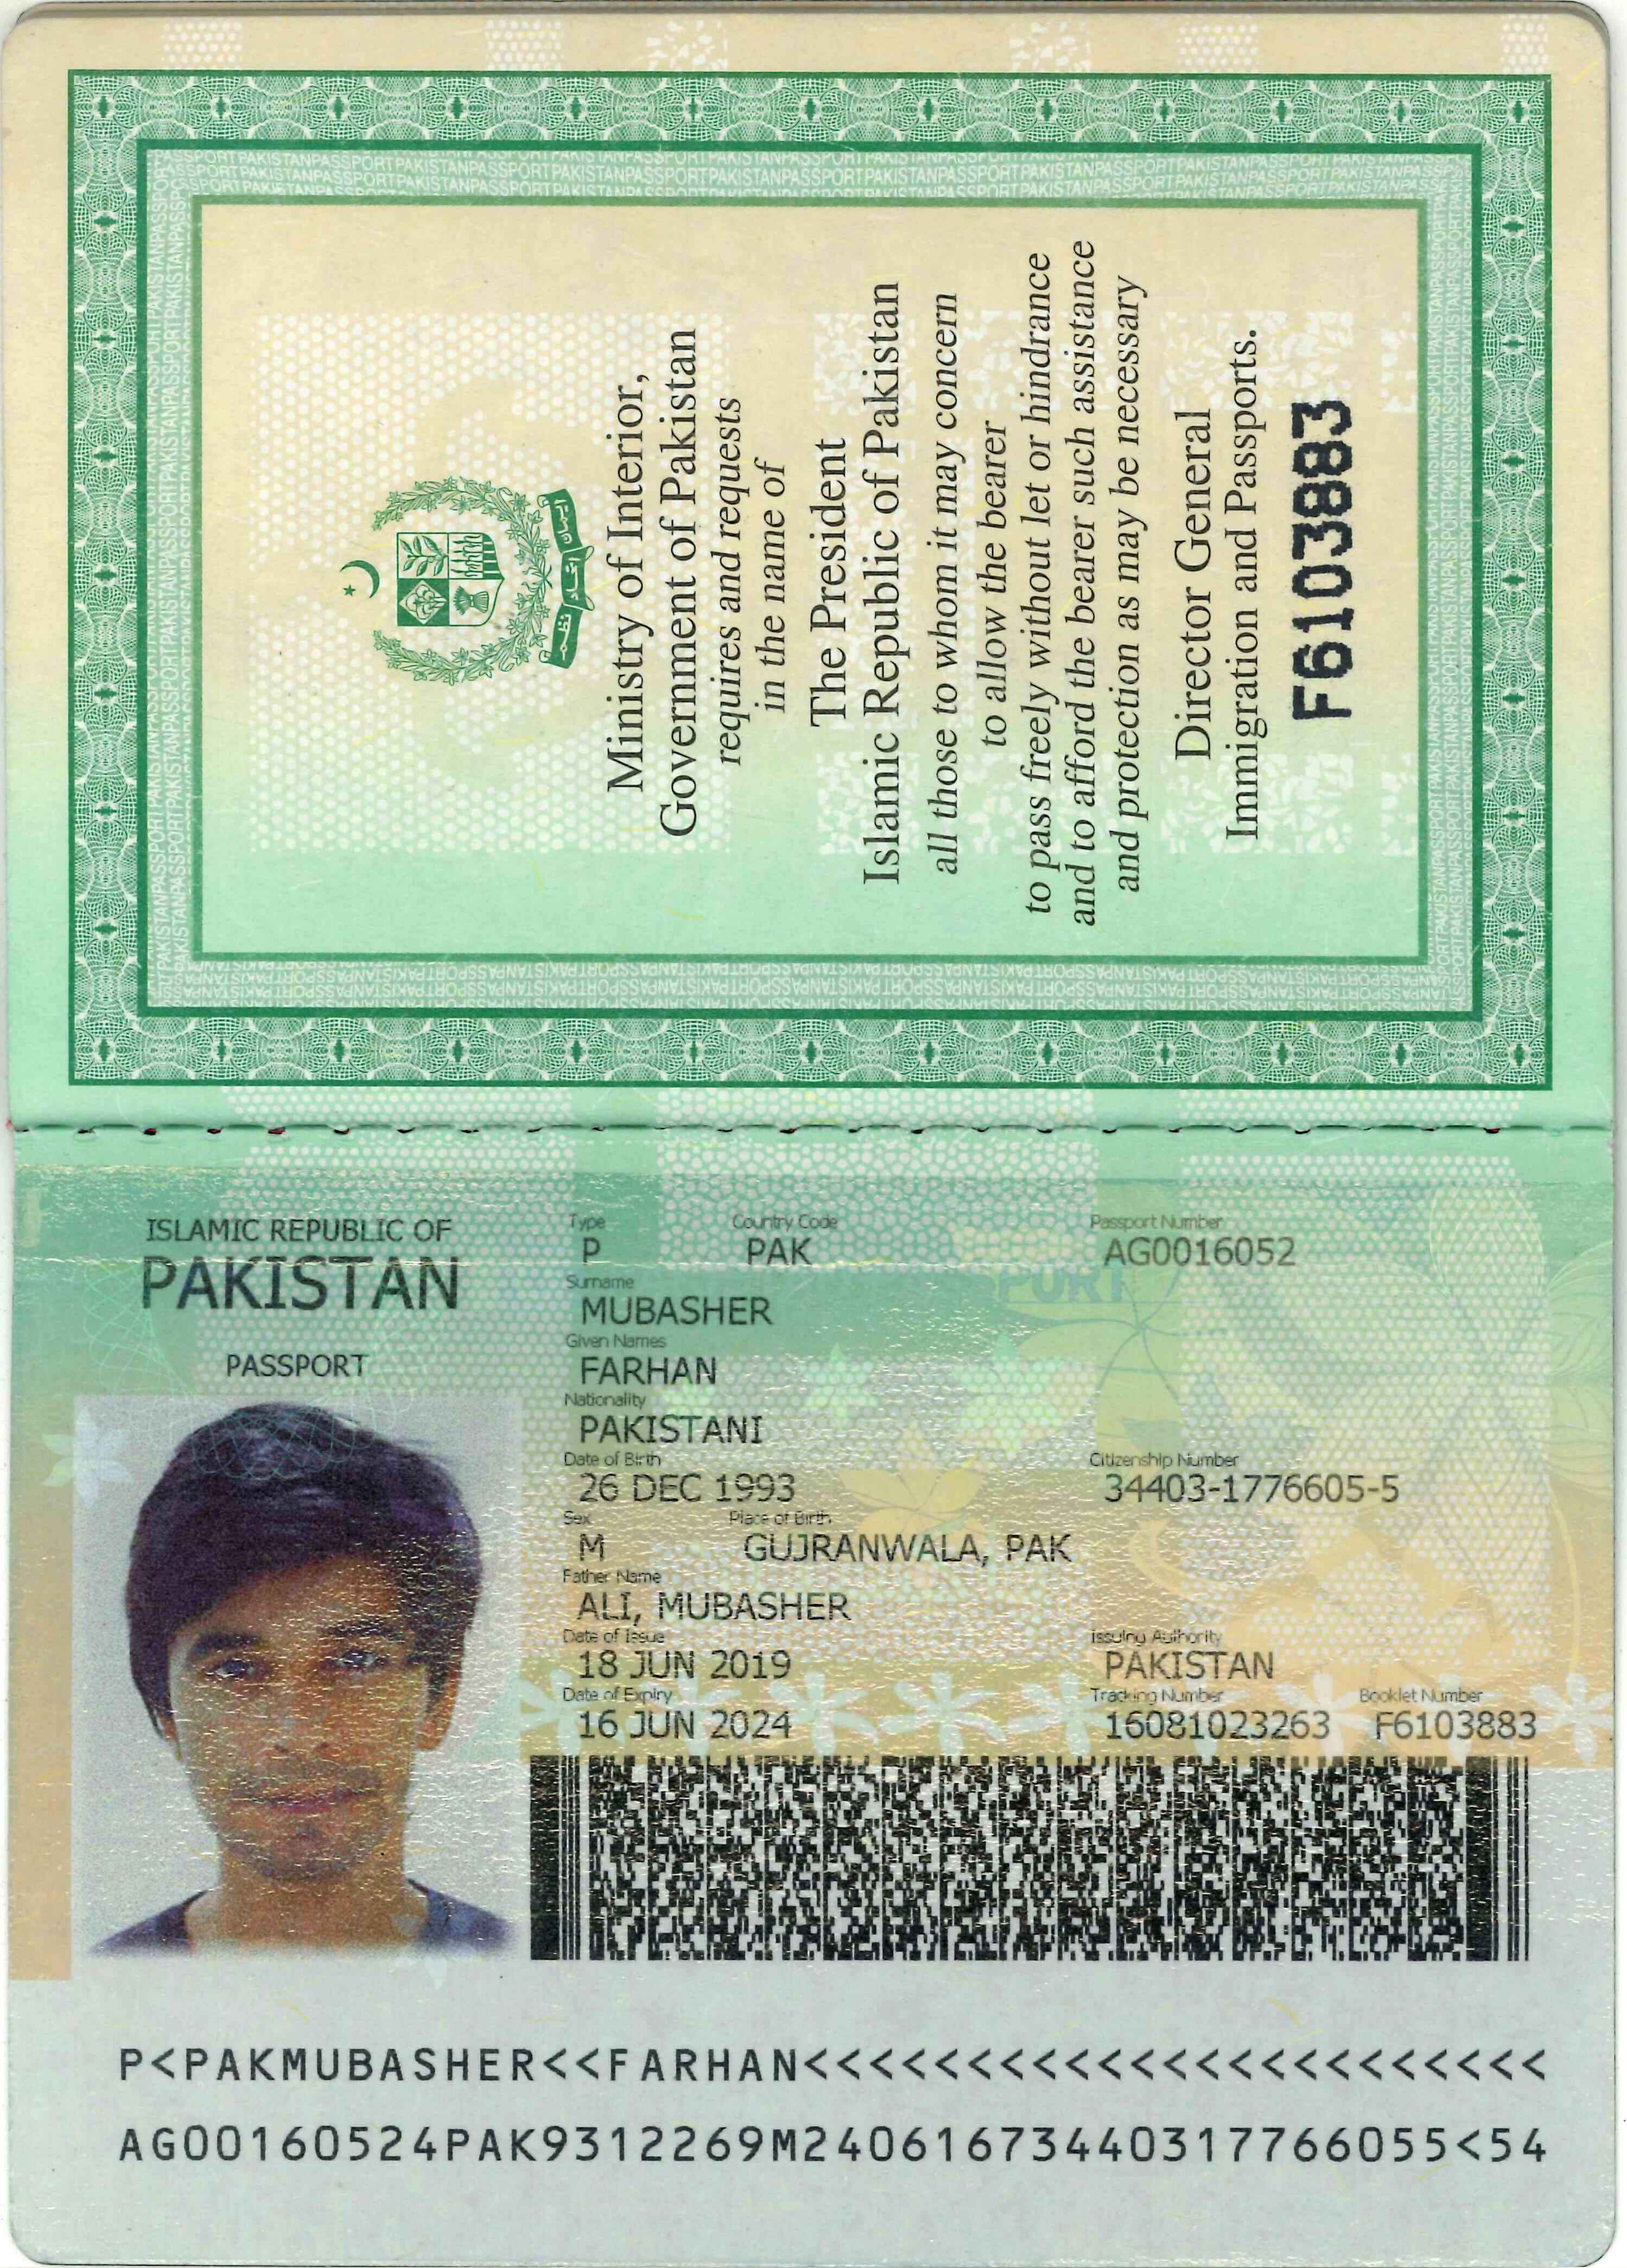 نظم اتحاد ایمان
Ministry of Interior,
Government of Pakistan
requires and requests
in the name of
The President
Islamic Republic of Pakistan
all those to whom it may concern
to allow the bearer
to pass freely without let or hindrance
and to afford the bearer such assistance
and protection as may be necessary
Director General
Immigration and Passports.
F6103883
ISLAMIC REPUBLIC OF
PAKISTAN
PASSPORT
Type Country Code Passport Number
P PAK AG0016052
Surname
MUBASHER
Given Names
FARHAN
Nationality
PAKISTANI
Date of Birth Citizenship Number
26 DEC 1993 34403-1776605-5
Sex Place of Birth
M GUJRANWALA, PAK
Father Name
ALI, MUBASHER
Date of Issue Issuing Authority
18 JUN 2019 PAKISTAN
Date of Expiry Tracking Number Booklet Number
16 JUN 2024 16081023263 F6103883
P<PAKMUBASHER<<FARHAN<<<<<<<<<<<<<<<<<<<<<<<
AG00160524PAK9312269M24061673440317766055<54